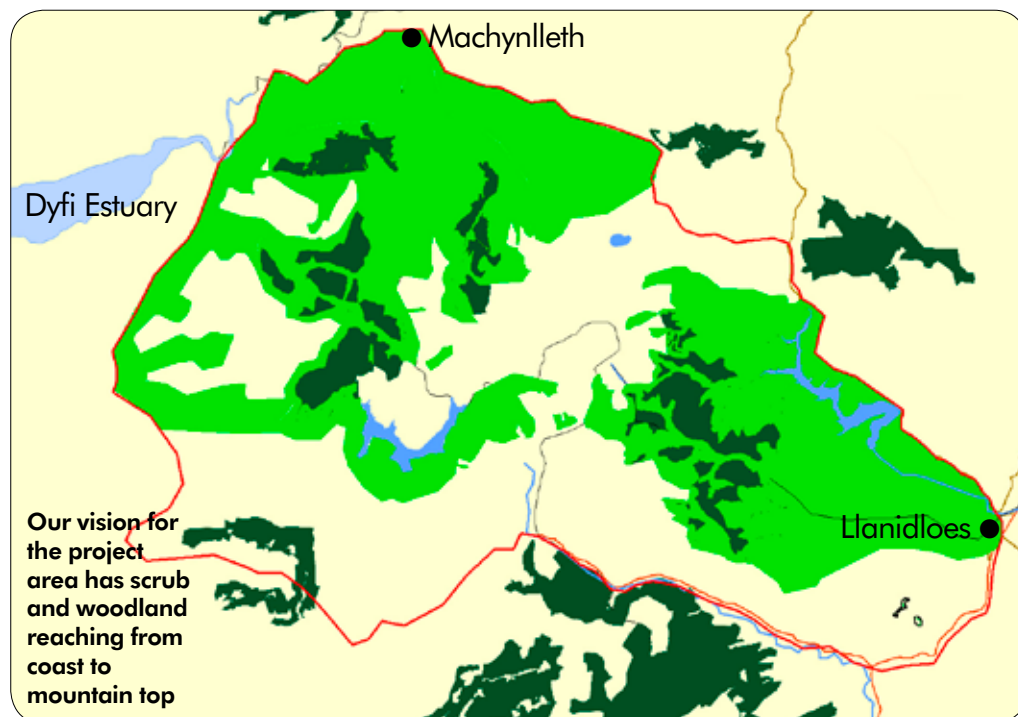 Machynlleth
Dyfi Estuary
Llanidloes
Our vision for
the project
area has scrub
and woodland
reaching from
coast to
mountain top